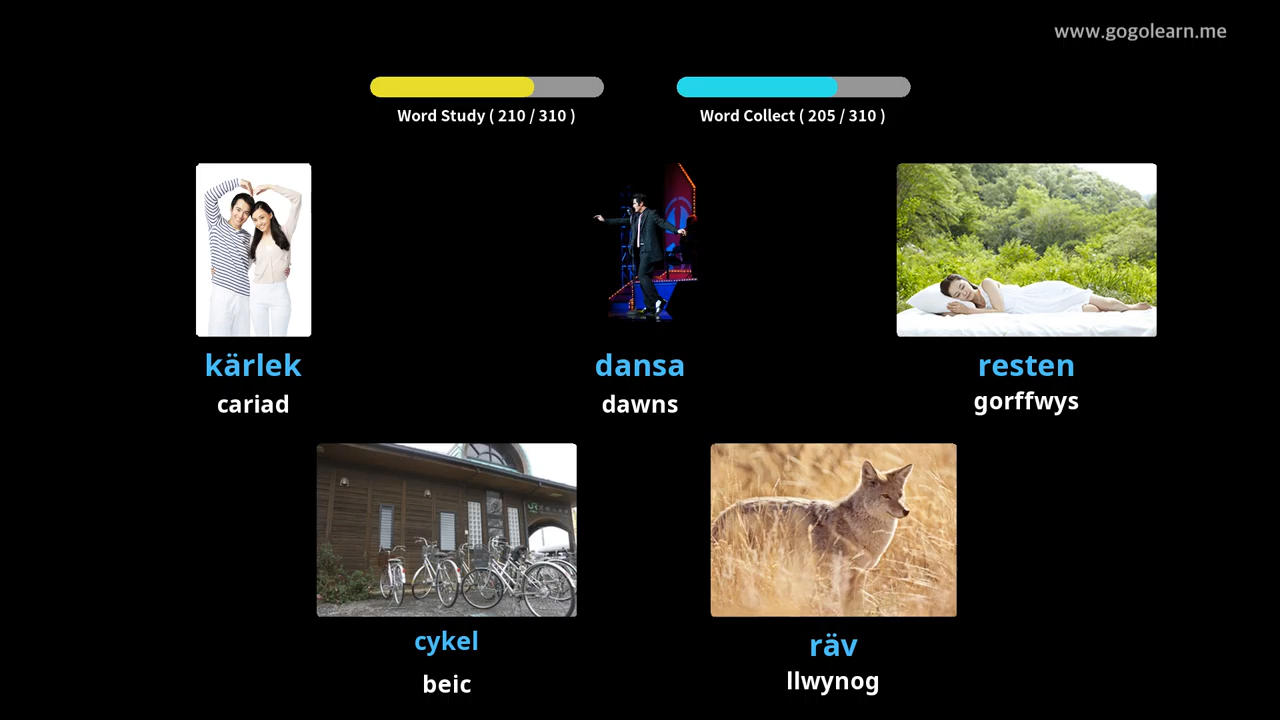 www.gogolearn.me
Word Study ( 210 / 310 )
Word Collect ( 205 / 310 )
kärlek
cariad
dansa
dawns
resten
gorffwys
cykel
beic
räv
llwynog